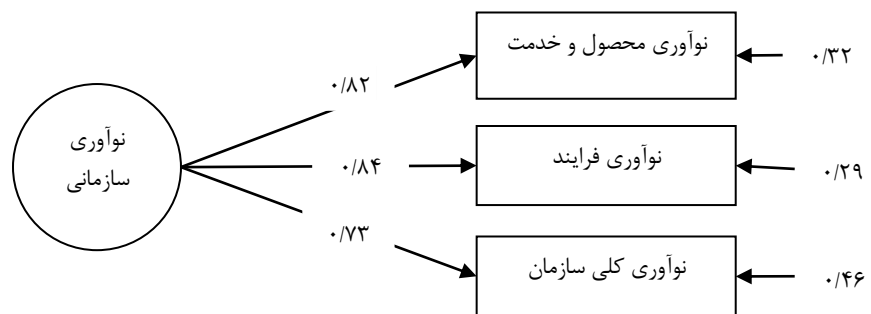 نوآوری محصول و خدمت
۰/۳۲
۰/۸۲
نوآوری
سازمانی
نوآوری فرایند
۰/۸۴
۰/۲۹
۰/۷۳
نوآوری کلی سازمان
۰/۴۶